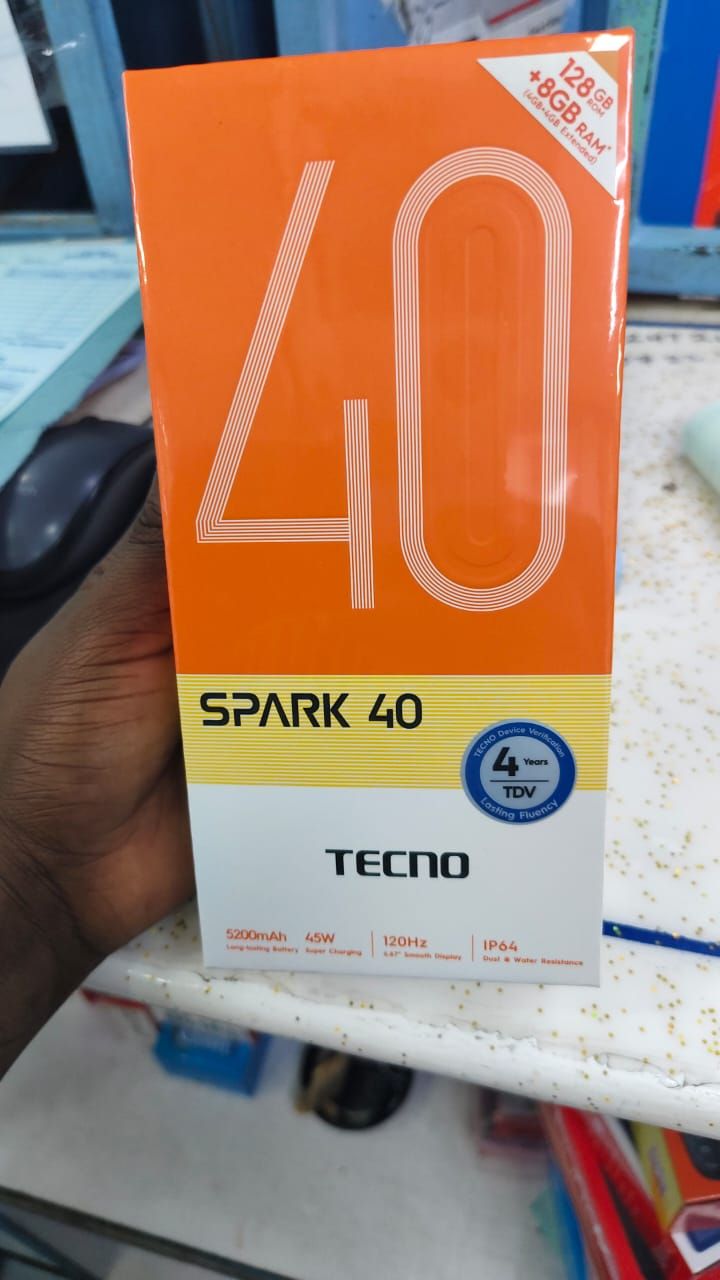 128GB
ROM
+8GB RAM*
(4GB+4GB Extended)
40
SPARK 40
TECNO Device Verification
4 Years
TDV
Lasting Fluency
TECNO
5200mAh
Long-lasting Battery
45W
Super Charging
120Hz
6.67" Smooth Display
IP64
Dust & Water Resistance